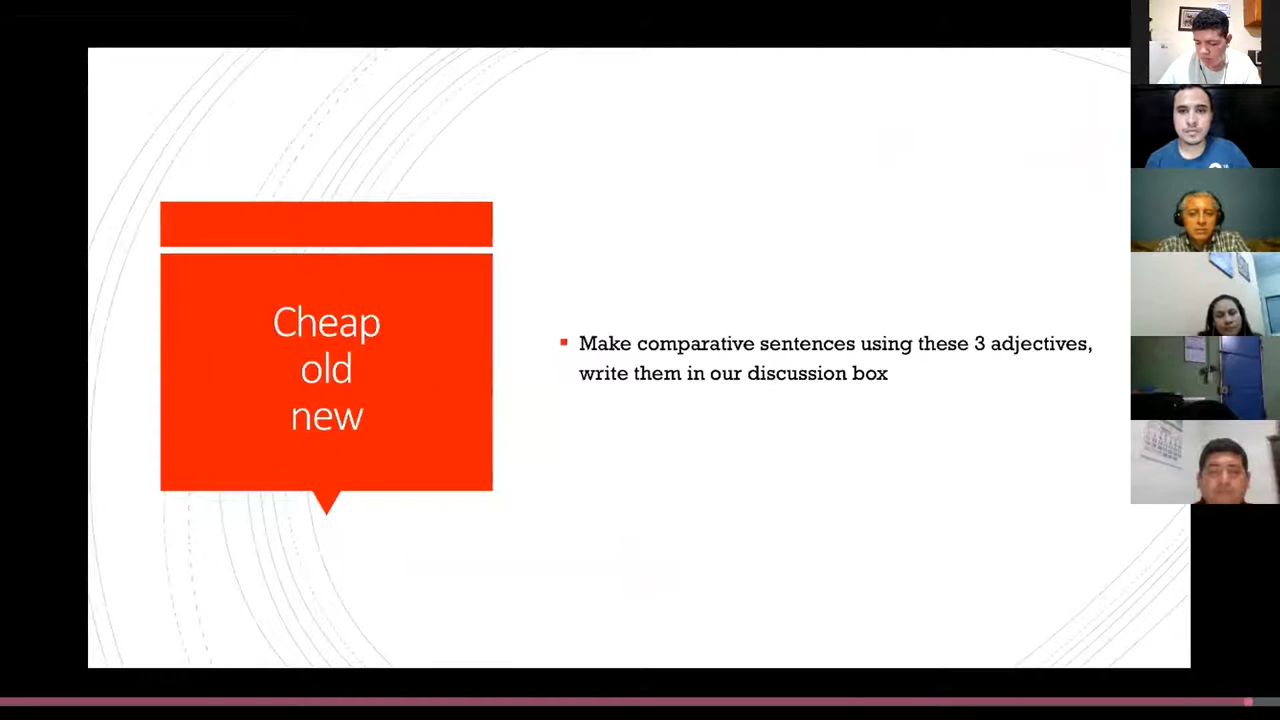 Cheap
old
new
Make comparative sentences using these 3 adjectives,
write them in our discussion box